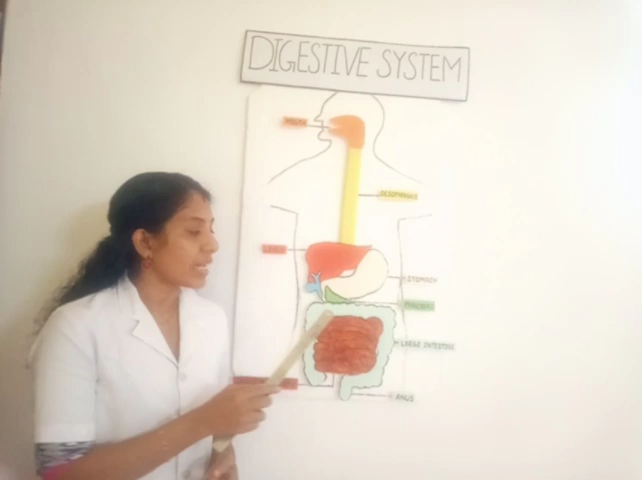 DIGESTIVE SYSTEM
MOUTH
OESOPHAGUS
LIVER
STOMACH
PANCREAS
LARGE INTESTINE
ANUS